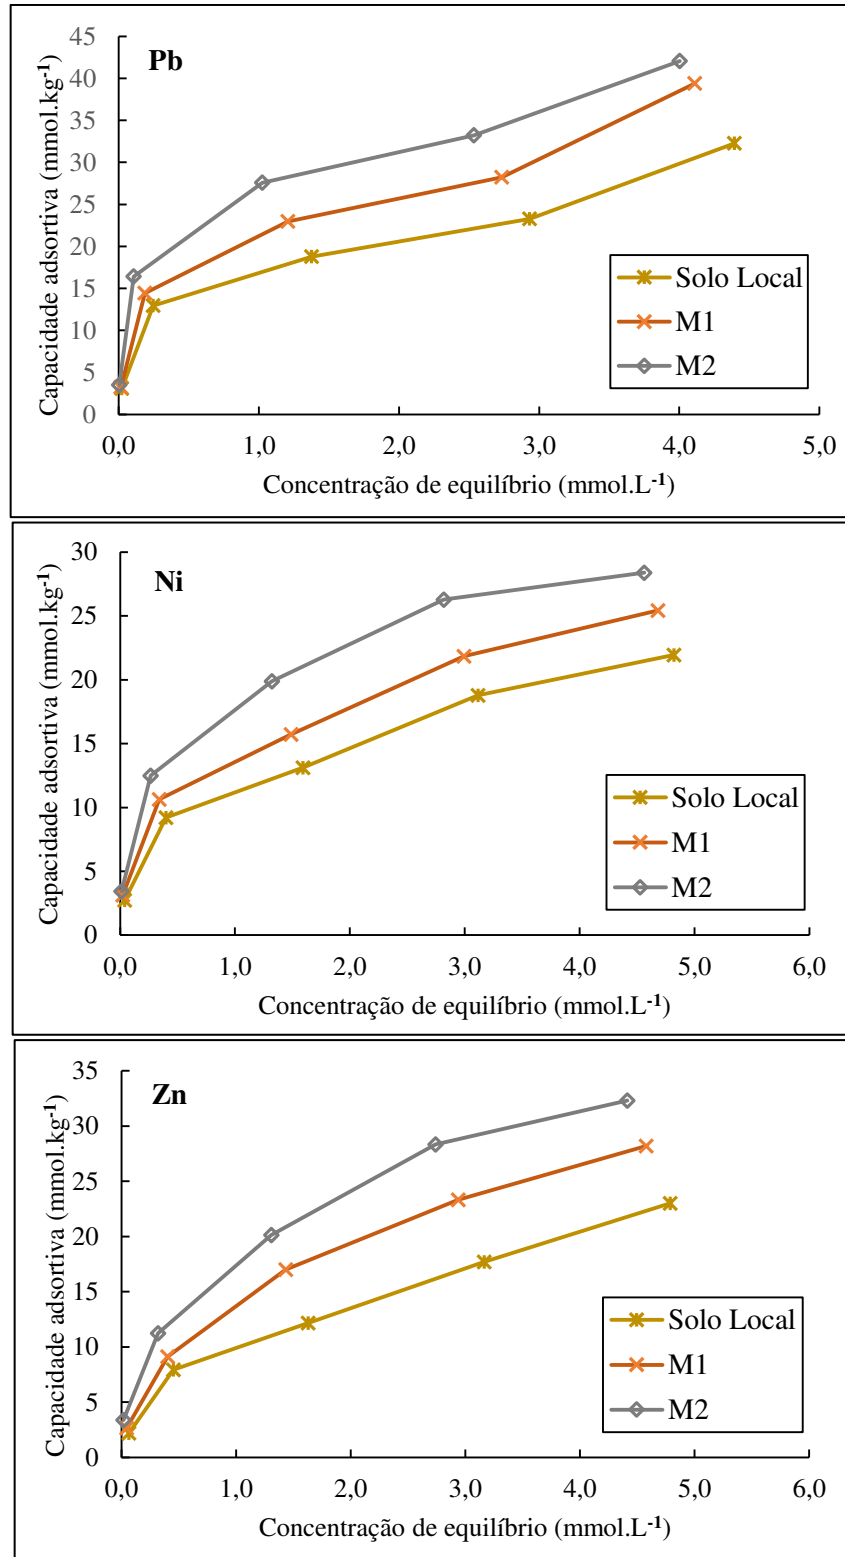 Pb
Capacidade adsortiva (mmol.kg⁻¹)
45
40
35
30
25
20
15
10
5
0
0,0 1,0 2,0 3,0 4,0 5,0
Concentração de equilíbrio (mmol.L⁻¹)
Solo Local
M1
M2
Ni
Capacidade adsortiva (mmol.kg⁻¹)
30
25
20
15
10
5
0
0,0 1,0 2,0 3,0 4,0 5,0 6,0
Concentração de equilíbrio (mmol.L⁻¹)
Solo Local
M1
M2
Zn
Capacidade adsortiva (mmol.kg⁻¹)
35
30
25
20
15
10
5
0
0,0 1,0 2,0 3,0 4,0 5,0 6,0
Concentração de equilíbrio (mmol.L⁻¹)
Solo Local
M1
M2